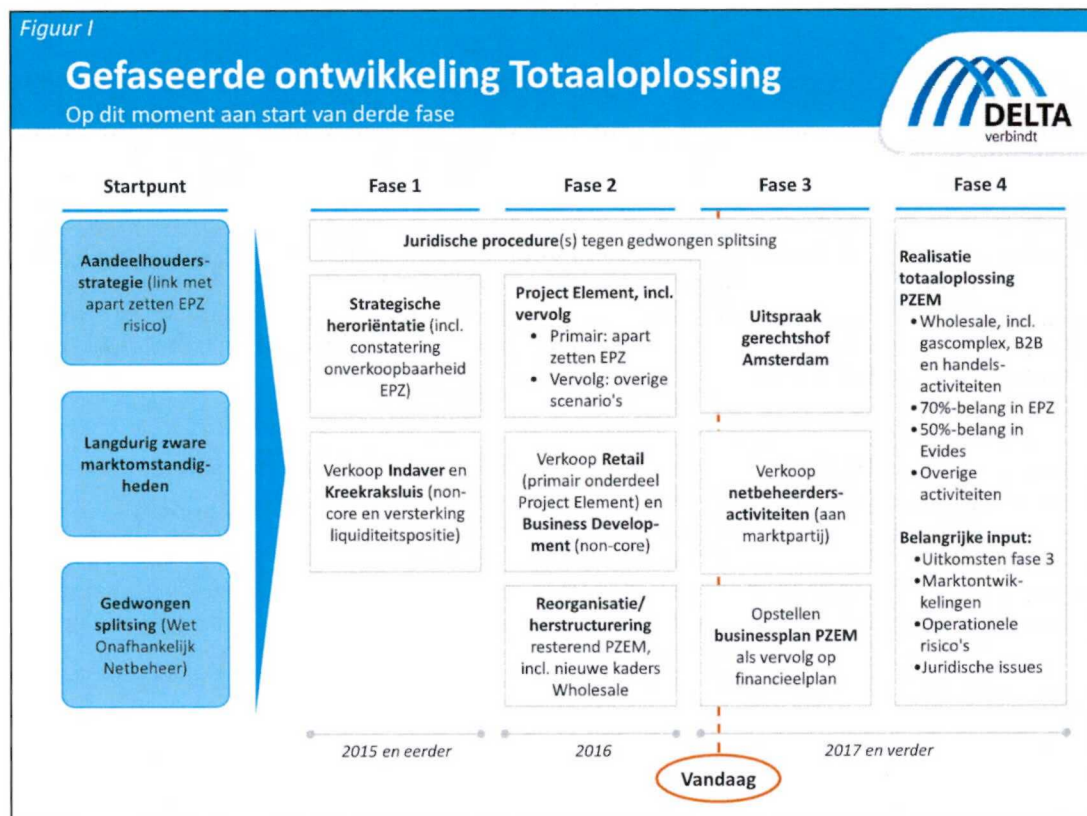 Figuur I
Gefaseerde ontwikkeling Totaaloplossing
Op dit moment aan start van derde fase
DELTA
verbindt
Startpunt
Fase 1
Fase 2
Fase 3
Fase 4
Aandeelhouders-
strategie (link met
apart zetten EPZ
risico)
Langdurig zware
marktomstandig-
heden
Gedwongen
splitsing (Wet
Onafhankelijk
Netbeheer)
Juridische procedure(s) tegen gedwongen splitsing
Strategische
heroriëntatie (incl.
constatering
onverkoopbaarheid
EPZ)
Verkoop Indaver en
Kreekraksluis (non-
core en versterking
liquiditeitspositie)
Project Element, incl.
vervolg
• Primair: apart
zetten EPZ
• Vervolg: overige
scenario's
Verkoop Retail
(primair onderdeel
Project Element) en
Business Develop-
ment (non-core)
Reorganisatie/
herstructurering
resterend PZEM,
incl. nieuwe kaders
Wholesale
Uitspraak
gerechtshof
Amsterdam
Verkoop
netbeheerders-
activiteiten (aan
marktpartij)
Opstellen
businessplan PZEM
als vervolg op
financieelplan
Realisatie
totaaloplossing
PZEM
•Wholesale, incl.
gascomplex, B2B
en handels-
activiteiten
•70%-belang in EPZ
•50%-belang in
Evides
•Overige
activiteiten
Belangrijke input:
•Uitkomsten fase 3
•Marktontwik-
kelingen
•Operationele
risico's
•Juridische issues
2015 en eerder
2016
2017 en verder
Vandaag